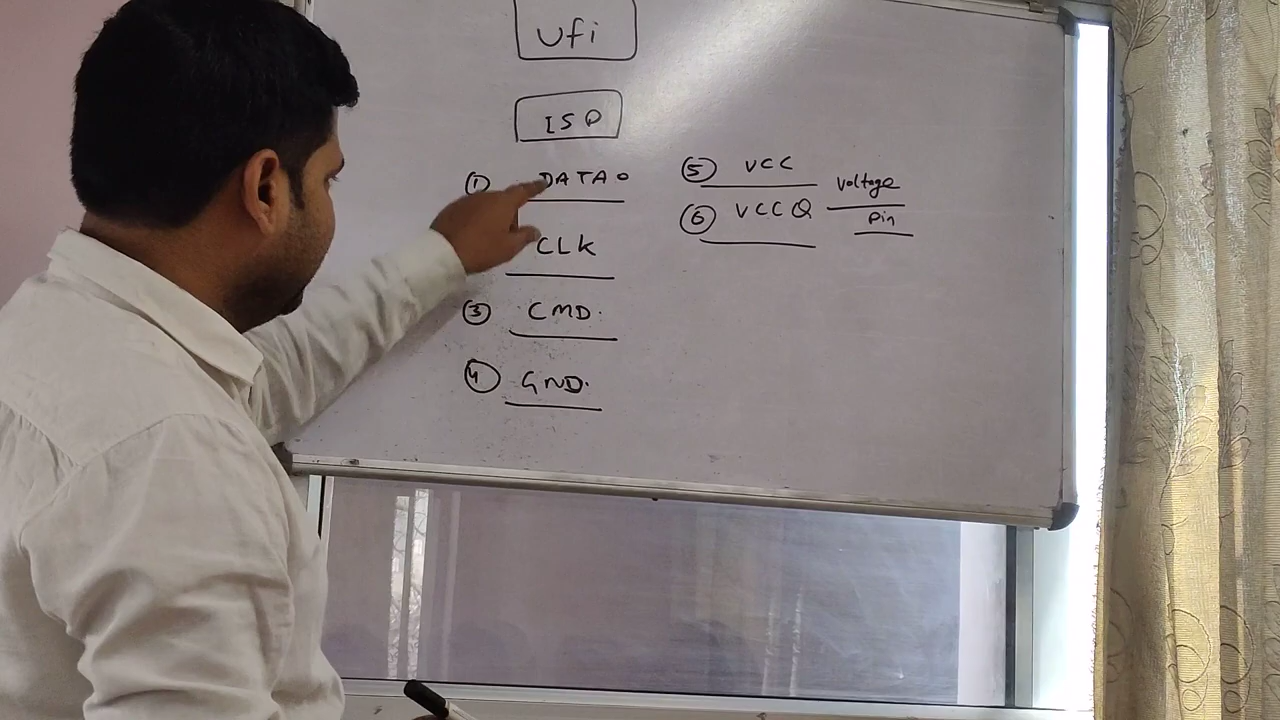 Ufi
ISP
① DATA0
CLK
③ CMD.
④ GND.
⑤ VCC
⑥ VCCQ
Voltage
Pin